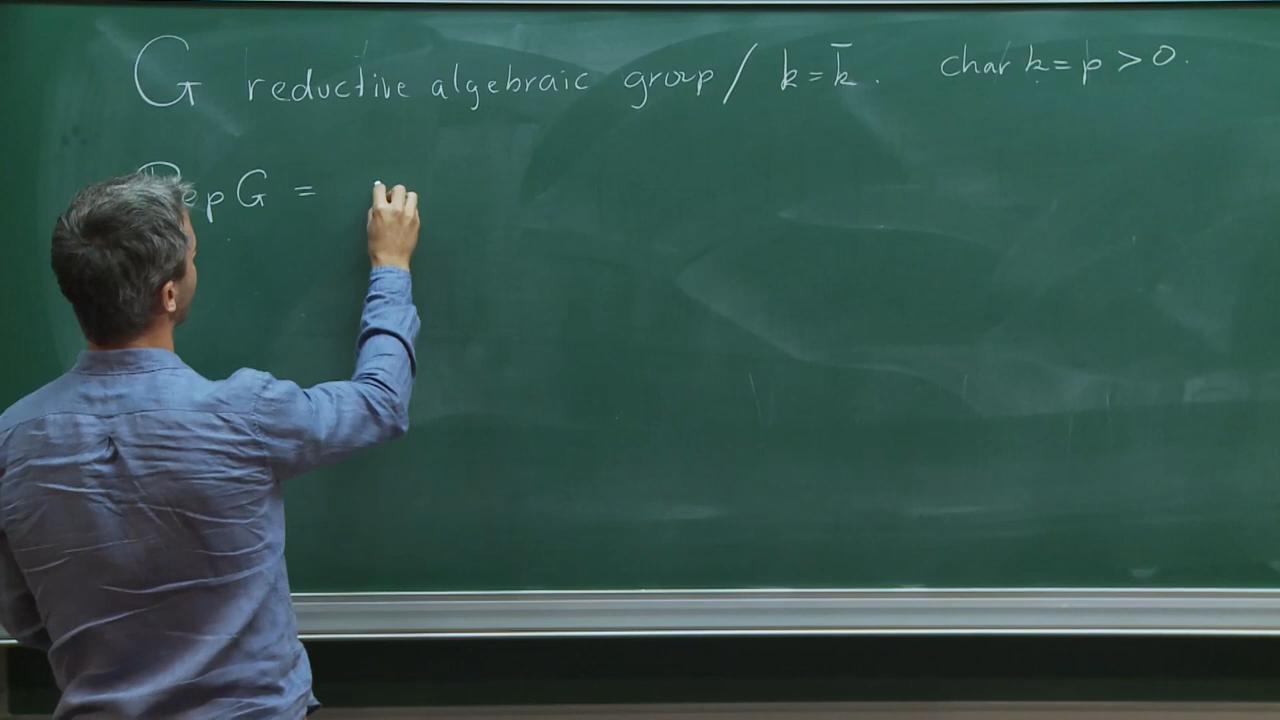 G reductive algebraic group / k = k̄. char k = p > 0.
Rep G =